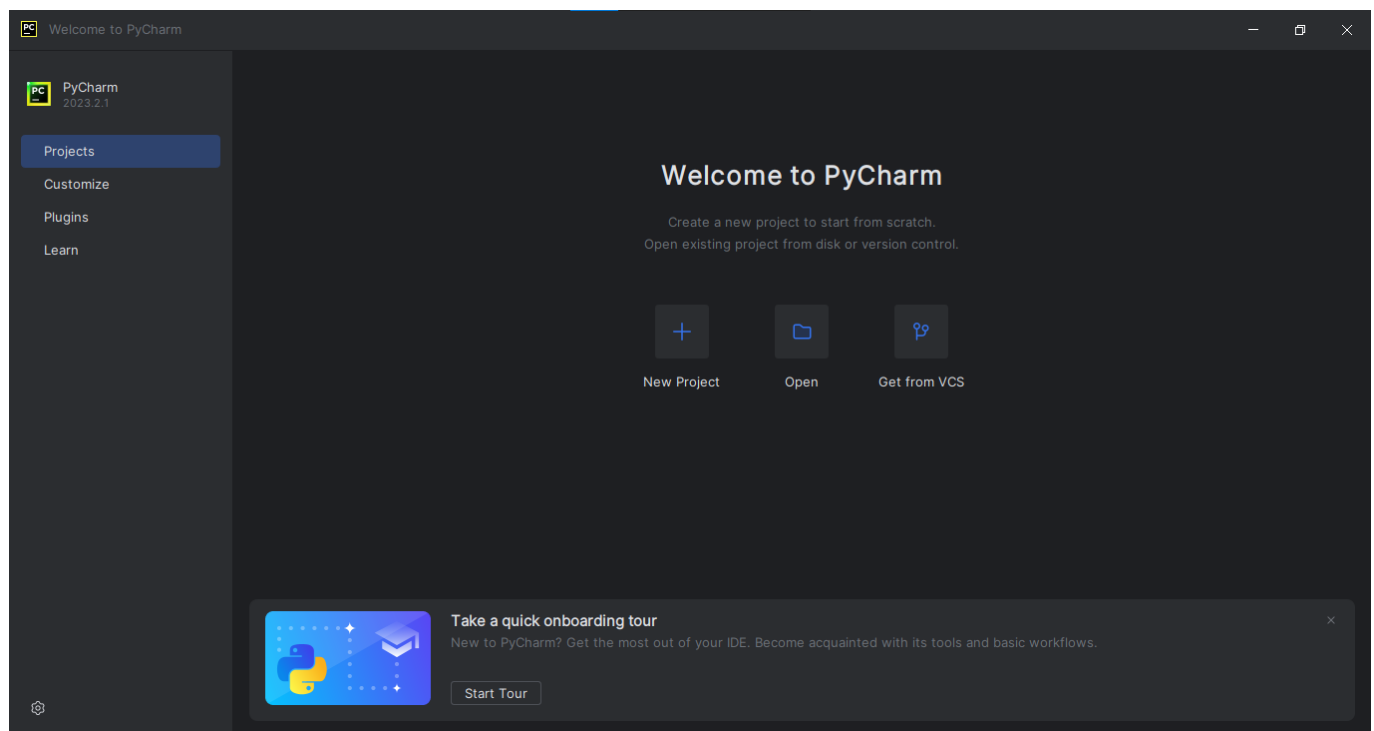 PC Welcome to PyCharm
PC PyCharm
2023.2.1
Projects
Customize
Plugins
Learn
Welcome to PyCharm
Create a new project to start from scratch.
Open existing project from disk or version control.
New Project Open Get from VCS
Take a quick onboarding tour
New to PyCharm? Get the most out of your IDE. Become acquainted with its tools and basic workflows.
Start Tour